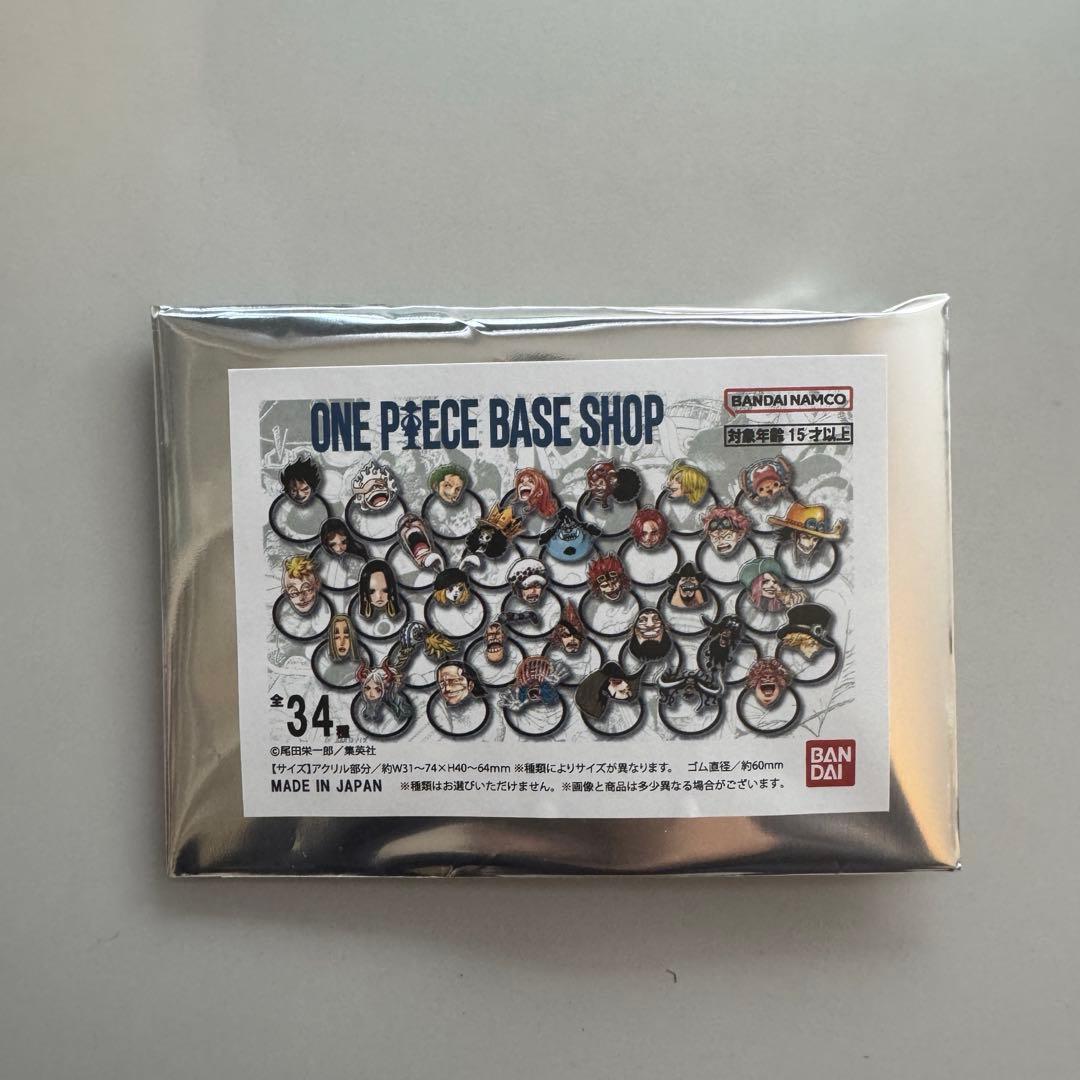 ONE PIECE BASE SHOP
BANDAI NAMCO
対象年齢 15才以上
全34種
©尾田栄一郎/集英社
【サイズ】アクリル部分/約W31~74×H40~64mm ※種類によりサイズが異なります。 ゴム直径/約60mm
MADE IN JAPAN ※種類はお選びいただけません。※画像と商品は多少異なる場合がございます。
BAN
DAI